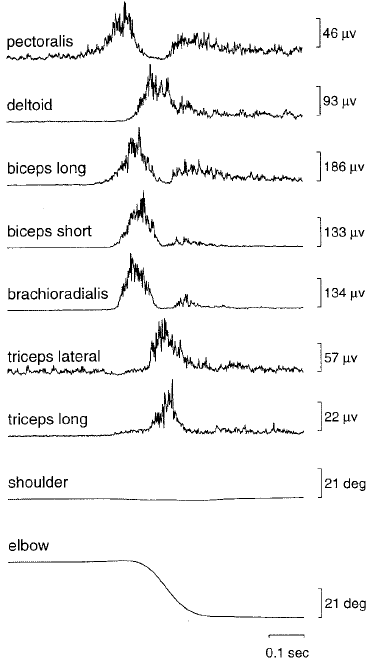 pectoralis 46 μv
deltoid 93 μv
biceps long 186 μv
biceps short 133 μv
brachioradialis 134 μv
triceps lateral 57 μv
triceps long 22 μv
shoulder 21 deg
elbow
21 deg
0.1 sec